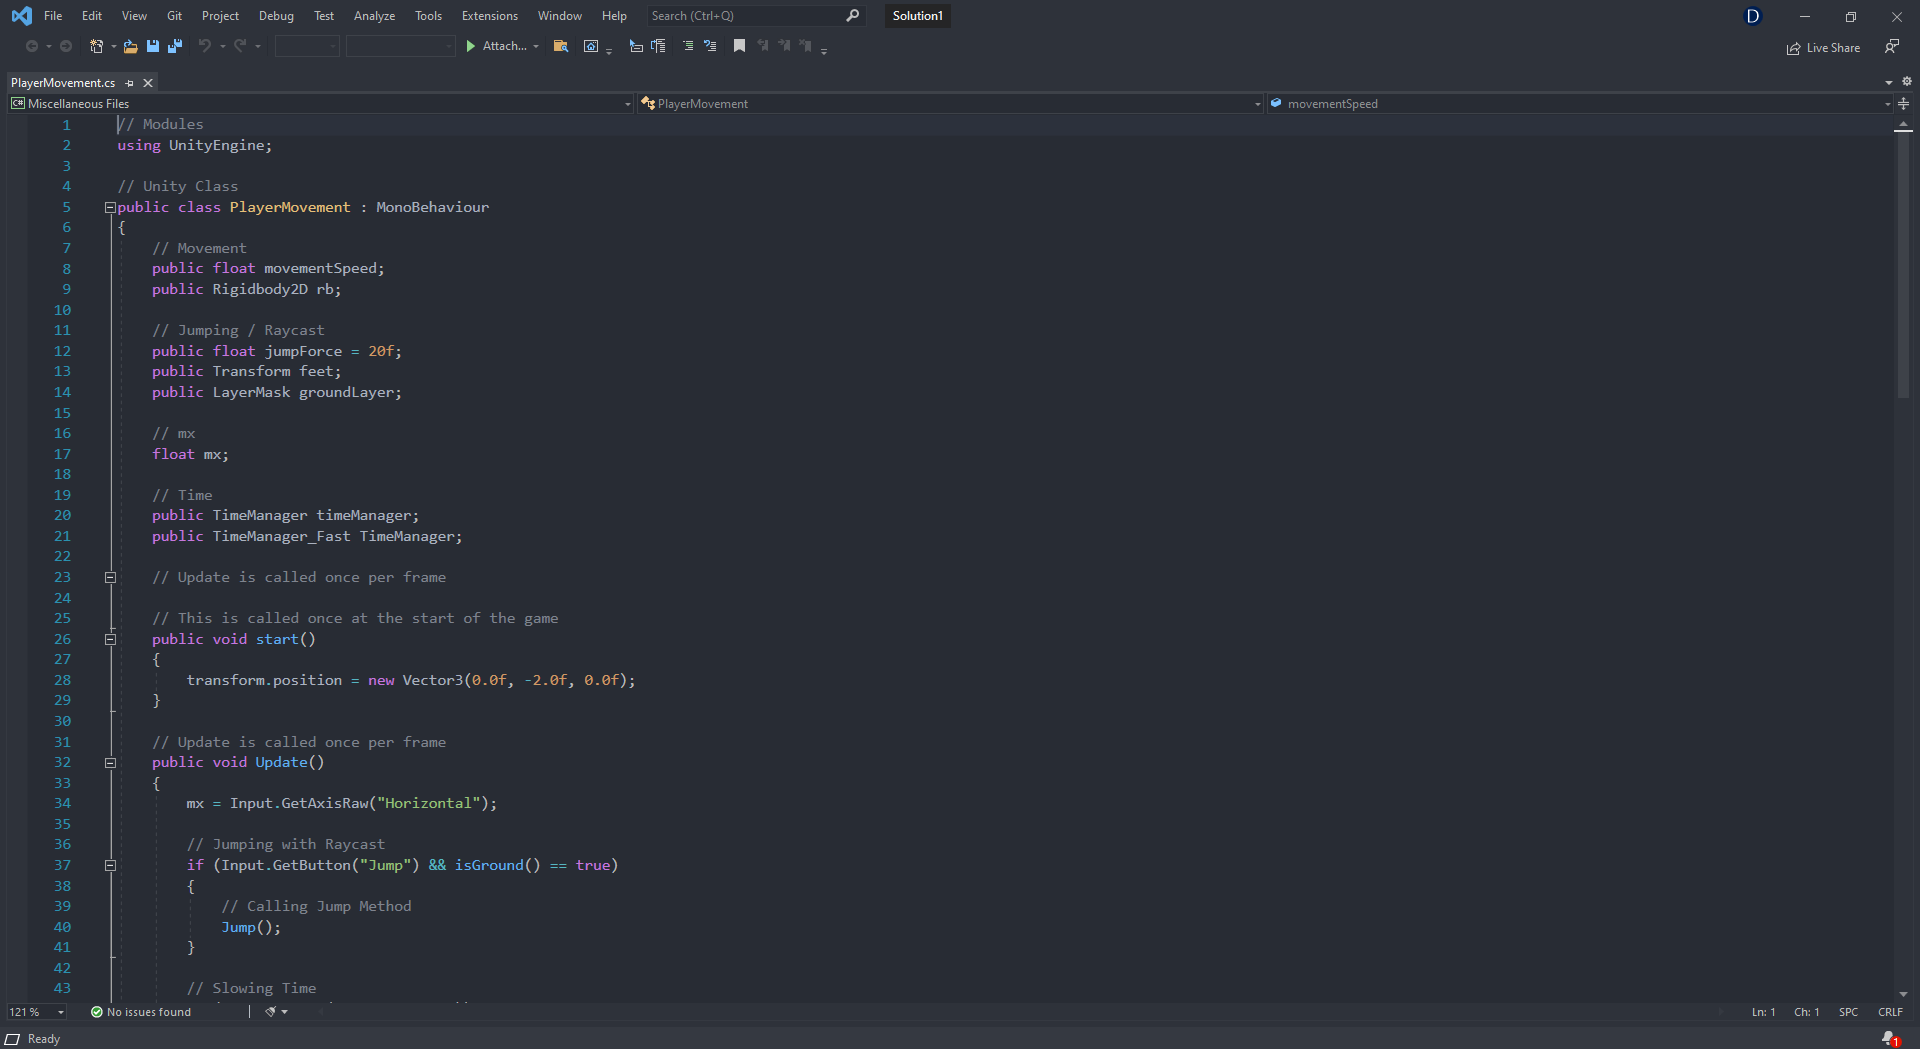 File Edit View Git Project Debug Test Analyze Tools Extensions Window Help Search (Ctrl+Q) Solution1 D
Attach... Live Share
PlayerMovement.cs
C# Miscellaneous Files PlayerMovement movementSpeed
1 // Modules
2 using UnityEngine;
3
4 // Unity Class
5 public class PlayerMovement : MonoBehaviour
6 {
7 // Movement
8 public float movementSpeed;
9 public Rigidbody2D rb;
10
11 // Jumping / Raycast
12 public float jumpForce = 20f;
13 public Transform feet;
14 public LayerMask groundLayer;
15
16 // mx
17 float mx;
18
19 // Time
20 public TimeManager timeManager;
21 public TimeManager_Fast TimeManager;
22
23 // Update is called once per frame
24
25 // This is called once at the start of the game
26 public void start()
27 {
28 transform.position = new Vector3(0.0f, -2.0f, 0.0f);
29 }
30
31 // Update is called once per frame
32 public void Update()
33 {
34 mx = Input.GetAxisRaw("Horizontal");
35
36 // Jumping with Raycast
37 if (Input.GetButton("Jump") && isGround() == true)
38 {
39 // Calling Jump Method
40 Jump();
41 }
42
43 // Slowing Time
121 % No issues found Ln: 1 Ch: 1 SPC CRLF
Ready 1